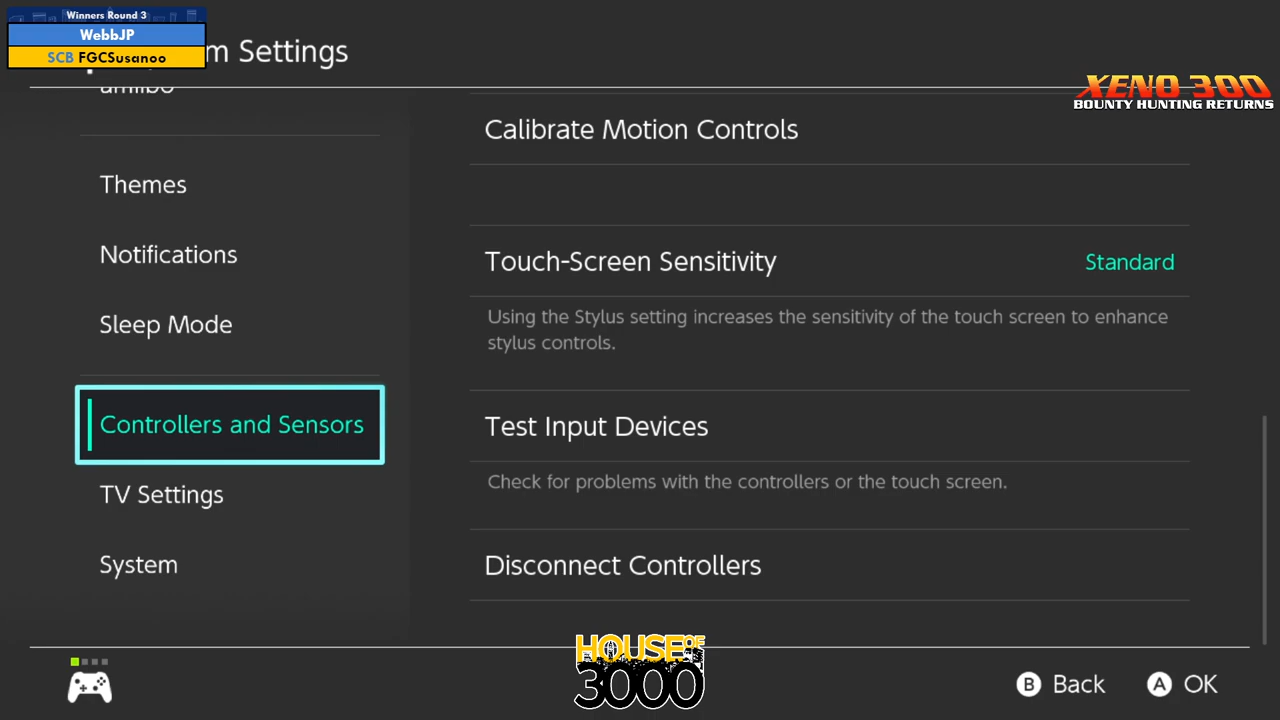 Winners Round 3
WebbJP
SCB FGCSusanoo
m Settings
XENO 300
BOUNTY HUNTING RETURNS
amiibo
Themes
Notifications
Sleep Mode
Controllers and Sensors
TV Settings
System
Calibrate Motion Controls
Touch-Screen Sensitivity
Standard
Using the Stylus setting increases the sensitivity of the touch screen to enhance
stylus controls.
Test Input Devices
Check for problems with the controllers or the touch screen.
Disconnect Controllers
HOUSE OF
3000
B Back
A OK